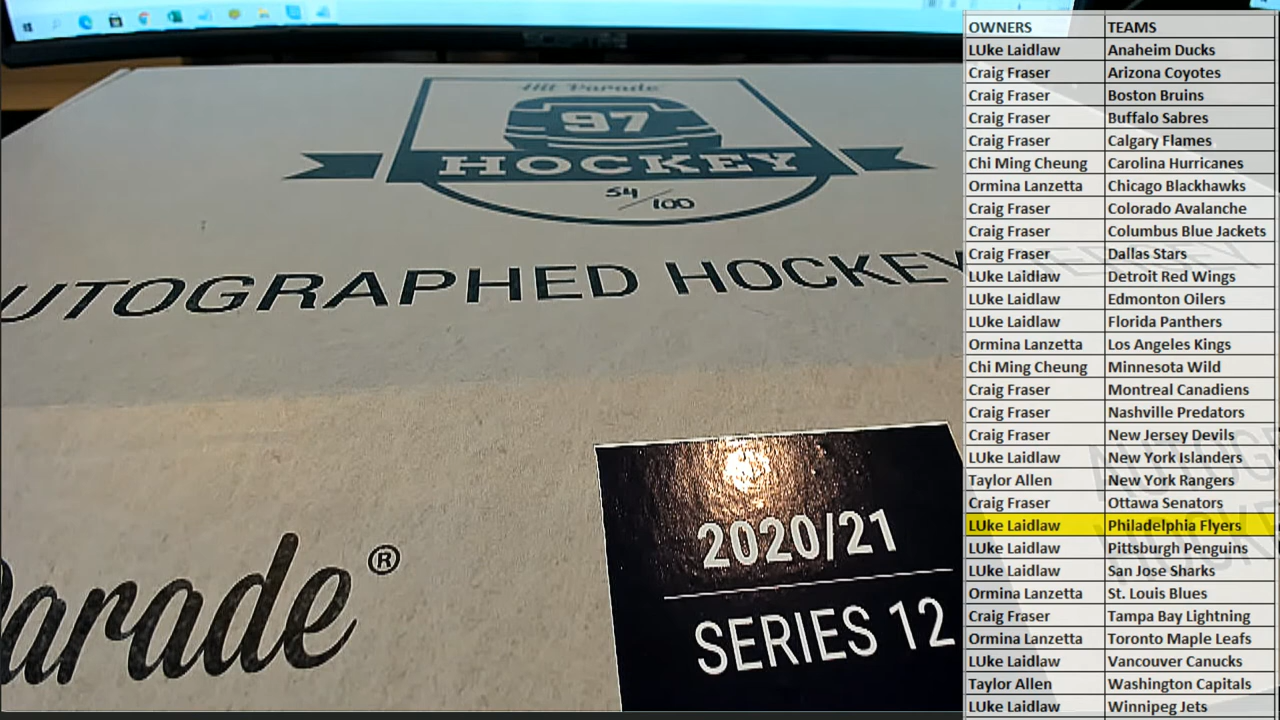 Hit Parade
97
HOCKEY
54/100
UTOGRAPHED HOCKEY
Parade®
2020/21
SERIES 12
OWNERS TEAMS
LUke Laidlaw Anaheim Ducks
Craig Fraser Arizona Coyotes
Craig Fraser Boston Bruins
Craig Fraser Buffalo Sabres
Craig Fraser Calgary Flames
Chi Ming Cheung Carolina Hurricanes
Ormina Lanzetta Chicago Blackhawks
Craig Fraser Colorado Avalanche
Craig Fraser Columbus Blue Jackets
Craig Fraser Dallas Stars
LUke Laidlaw Detroit Red Wings
LUke Laidlaw Edmonton Oilers
LUke Laidlaw Florida Panthers
Ormina Lanzetta Los Angeles Kings
Chi Ming Cheung Minnesota Wild
Craig Fraser Montreal Canadiens
Craig Fraser Nashville Predators
Craig Fraser New Jersey Devils
LUke Laidlaw New York Islanders
Taylor Allen New York Rangers
Craig Fraser Ottawa Senators
LUke Laidlaw Philadelphia Flyers
LUke Laidlaw Pittsburgh Penguins
LUke Laidlaw San Jose Sharks
Ormina Lanzetta St. Louis Blues
Craig Fraser Tampa Bay Lightning
Ormina Lanzetta Toronto Maple Leafs
LUke Laidlaw Vancouver Canucks
Taylor Allen Washington Capitals
LUke Laidlaw Winnipeg Jets